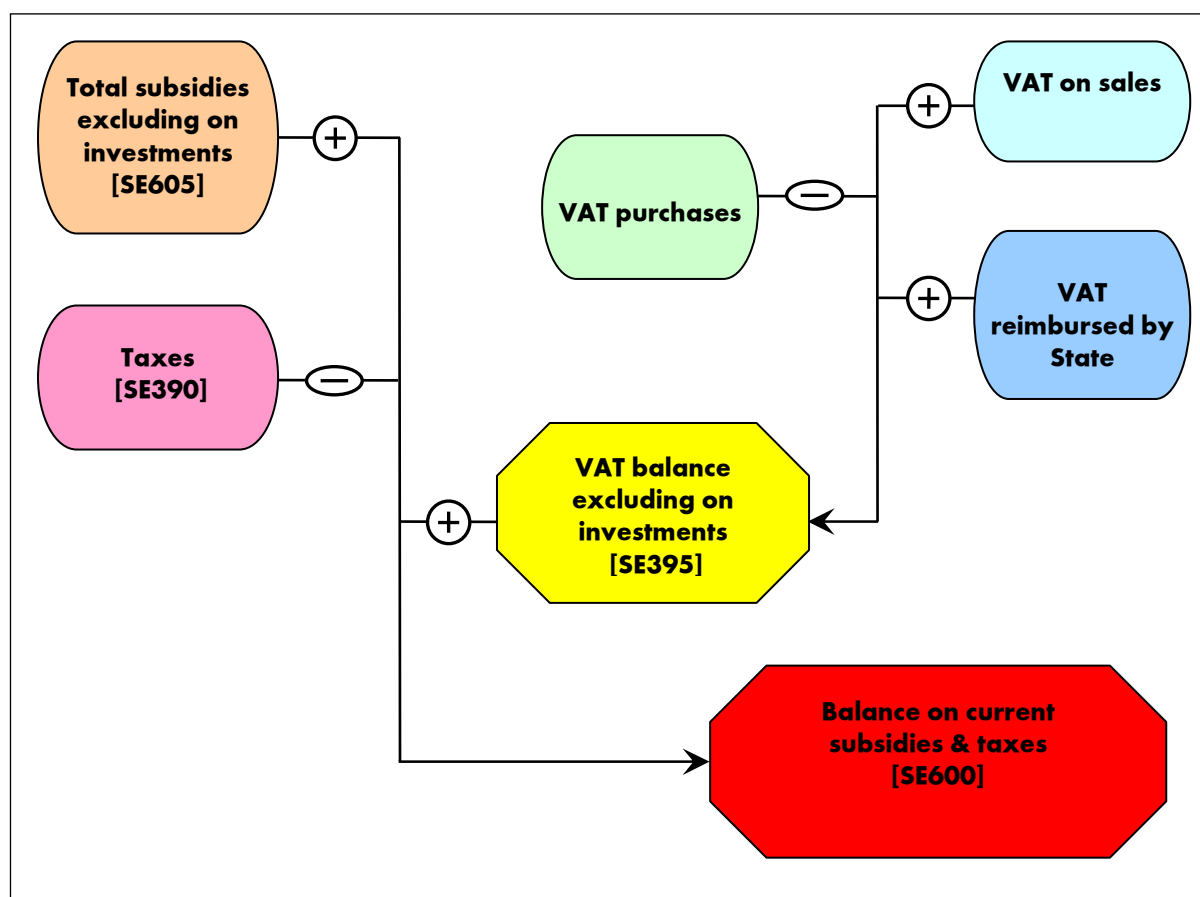 Total subsidies
excluding on
investments
[SE605]
+
VAT on sales
+
VAT purchases
−
VAT
reimbursed by
State
+
Taxes
[SE390]
−
VAT balance
excluding on
investments
[SE395]
+
Balance on current
subsidies & taxes
[SE600]